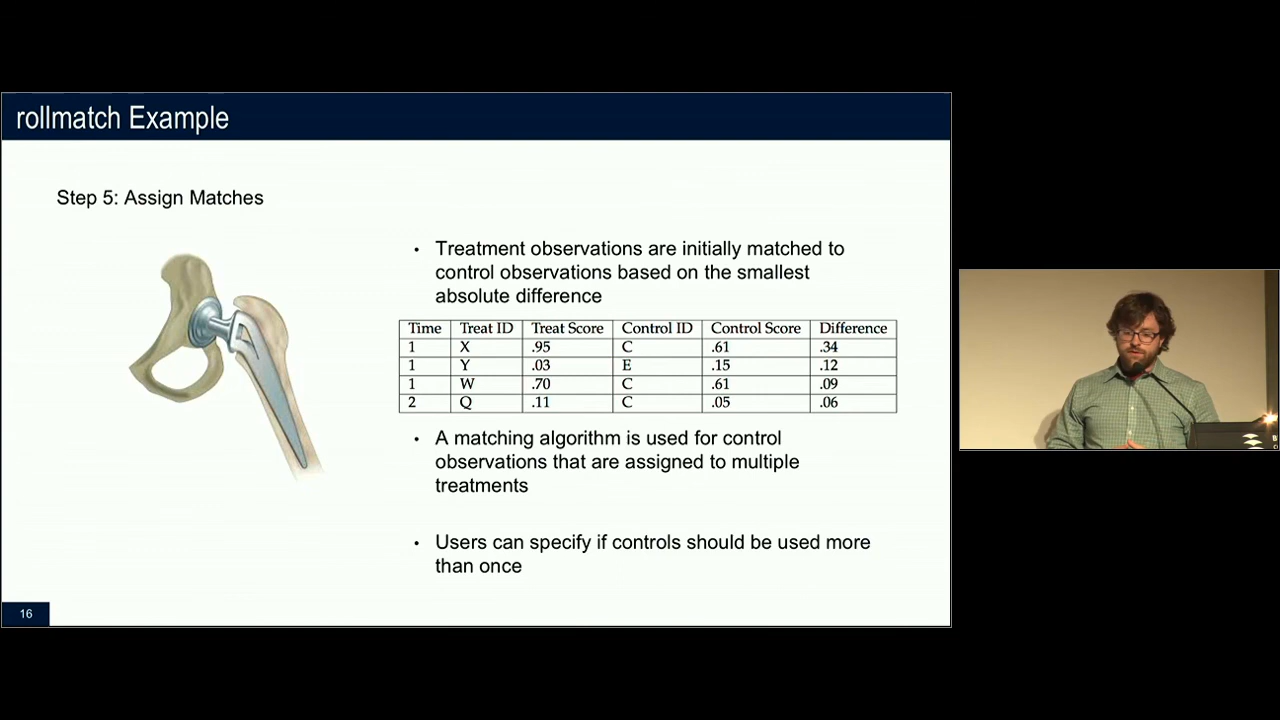 rollmatch Example
Step 5: Assign Matches
• Treatment observations are initially matched to
control observations based on the smallest
absolute difference
Time Treat ID Treat Score Control ID Control Score Difference
1 X .95 C .61 .34
1 Y .03 E .15 .12
1 W .70 C .61 .09
2 Q .11 C .05 .06
• A matching algorithm is used for control
observations that are assigned to multiple
treatments
• Users can specify if controls should be used more
than once
16